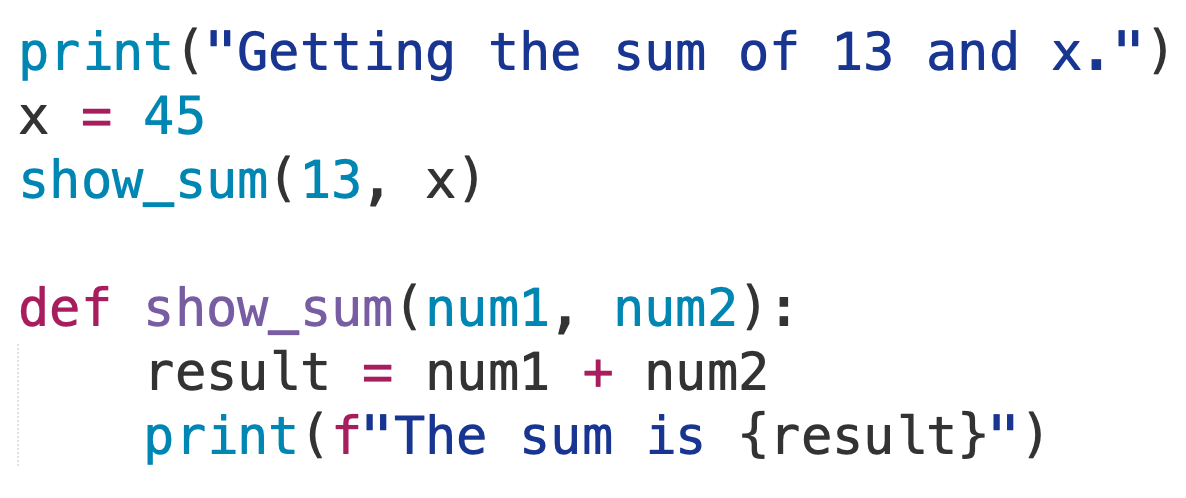 print("Getting the sum of 13 and x.")
x = 45
show_sum(13, x)

def show_sum(num1, num2):
    result = num1 + num2
    print(f"The sum is {result}")